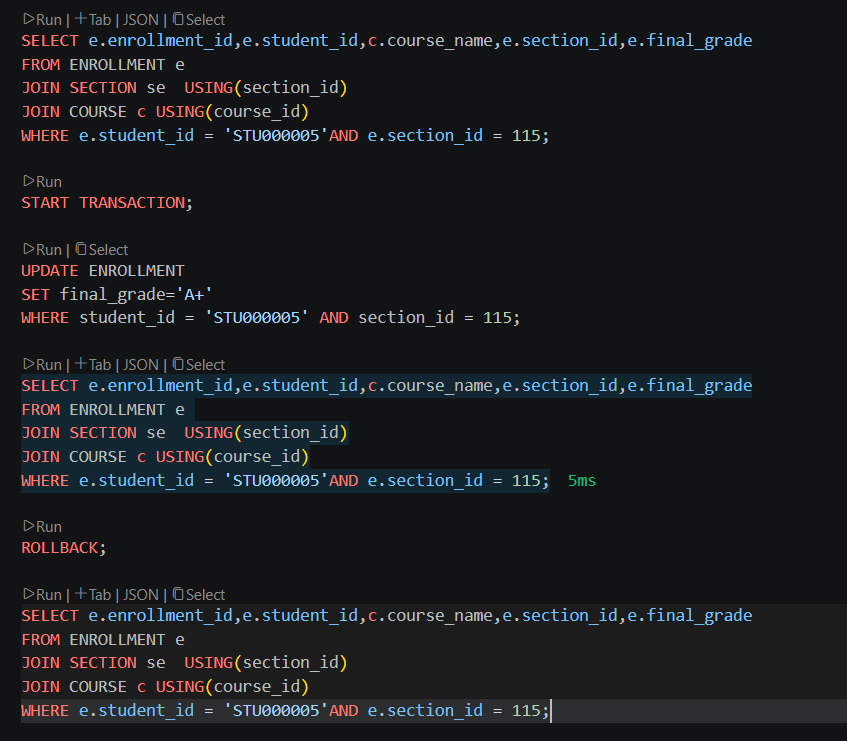 Run | Tab | JSON | Select
SELECT e.enrollment_id,e.student_id,c.course_name,e.section_id,e.final_grade
FROM ENROLLMENT e
JOIN SECTION se  USING(section_id)
JOIN COURSE c USING(course_id)
WHERE e.student_id = 'STU000005'AND e.section_id = 115;
Run
START TRANSACTION;
Run | Select
UPDATE ENROLLMENT
SET final_grade='A+'
WHERE student_id = 'STU000005' AND section_id = 115;
Run | Tab | JSON | Select
SELECT e.enrollment_id,e.student_id,c.course_name,e.section_id,e.final_grade
FROM ENROLLMENT e
JOIN SECTION se  USING(section_id)
JOIN COURSE c USING(course_id)
WHERE e.student_id = 'STU000005'AND e.section_id = 115;  5ms
Run
ROLLBACK;
Run | Tab | JSON | Select
SELECT e.enrollment_id,e.student_id,c.course_name,e.section_id,e.final_grade
FROM ENROLLMENT e
JOIN SECTION se  USING(section_id)
JOIN COURSE c USING(course_id)
WHERE e.student_id = 'STU000005'AND e.section_id = 115;